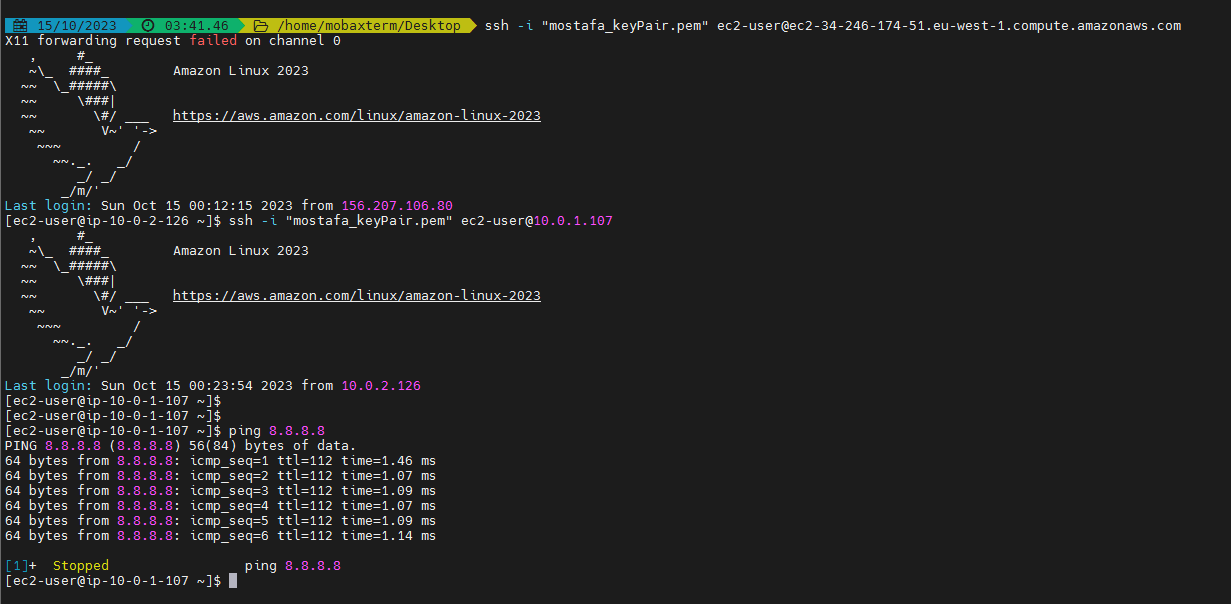 15/10/2023 03:41.46 /home/mobaxterm/Desktop ssh -i "mostafa_keyPair.pem" ec2-user@ec2-34-246-174-51.eu-west-1.compute.amazonaws.com
X11 forwarding request failed on channel 0
   ,     #_
   ~\_  ####_        Amazon Linux 2023
  ~~  \_#####\
  ~~     \###|
  ~~       \#/ ___   https://aws.amazon.com/linux/amazon-linux-2023
   ~~       V~' '->
    ~~~         /
      ~~._.   _/
         _/ _/
       _/m/'
Last login: Sun Oct 15 00:12:15 2023 from 156.207.106.80
[ec2-user@ip-10-0-2-126 ~]$ ssh -i "mostafa_keyPair.pem" ec2-user@10.0.1.107
   ,     #_
   ~\_  ####_        Amazon Linux 2023
  ~~  \_#####\
  ~~     \###|
  ~~       \#/ ___   https://aws.amazon.com/linux/amazon-linux-2023
   ~~       V~' '->
    ~~~         /
      ~~._.   _/
         _/ _/
       _/m/'
Last login: Sun Oct 15 00:23:54 2023 from 10.0.2.126
[ec2-user@ip-10-0-1-107 ~]$
[ec2-user@ip-10-0-1-107 ~]$
[ec2-user@ip-10-0-1-107 ~]$ ping 8.8.8.8
PING 8.8.8.8 (8.8.8.8) 56(84) bytes of data.
64 bytes from 8.8.8.8: icmp_seq=1 ttl=112 time=1.46 ms
64 bytes from 8.8.8.8: icmp_seq=2 ttl=112 time=1.07 ms
64 bytes from 8.8.8.8: icmp_seq=3 ttl=112 time=1.09 ms
64 bytes from 8.8.8.8: icmp_seq=4 ttl=112 time=1.07 ms
64 bytes from 8.8.8.8: icmp_seq=5 ttl=112 time=1.09 ms
64 bytes from 8.8.8.8: icmp_seq=6 ttl=112 time=1.14 ms
[1]+  Stopped                 ping 8.8.8.8
[ec2-user@ip-10-0-1-107 ~]$